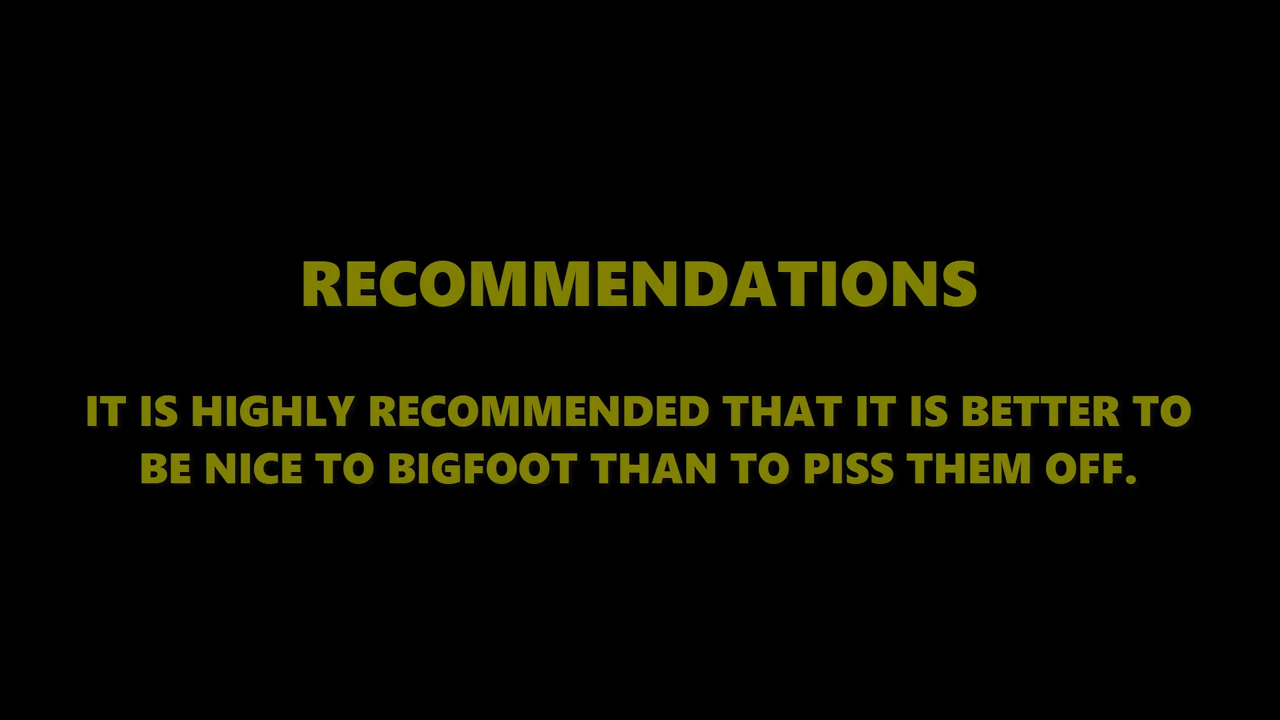 RECOMMENDATIONS
IT IS HIGHLY RECOMMENDED THAT IT IS BETTER TO
BE NICE TO BIGFOOT THAN TO PISS THEM OFF.